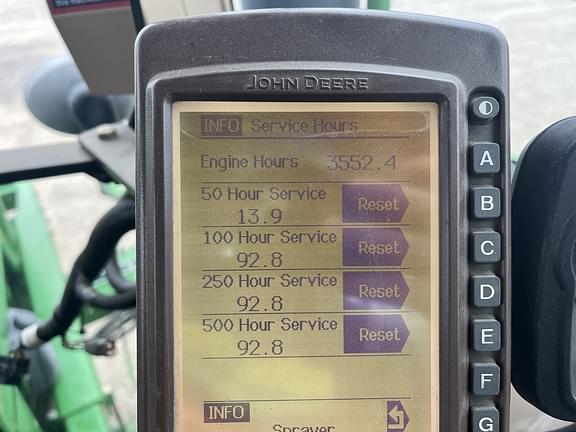 JOHN DEERE
INFO Service Hours
Engine Hours 3552.4
50 Hour Service
13.9 Reset
100 Hour Service
92.8 Reset
250 Hour Service
92.8 Reset
500 Hour Service
92.8 Reset
INFO
Sprayer
A
B
C
D
E
F
G